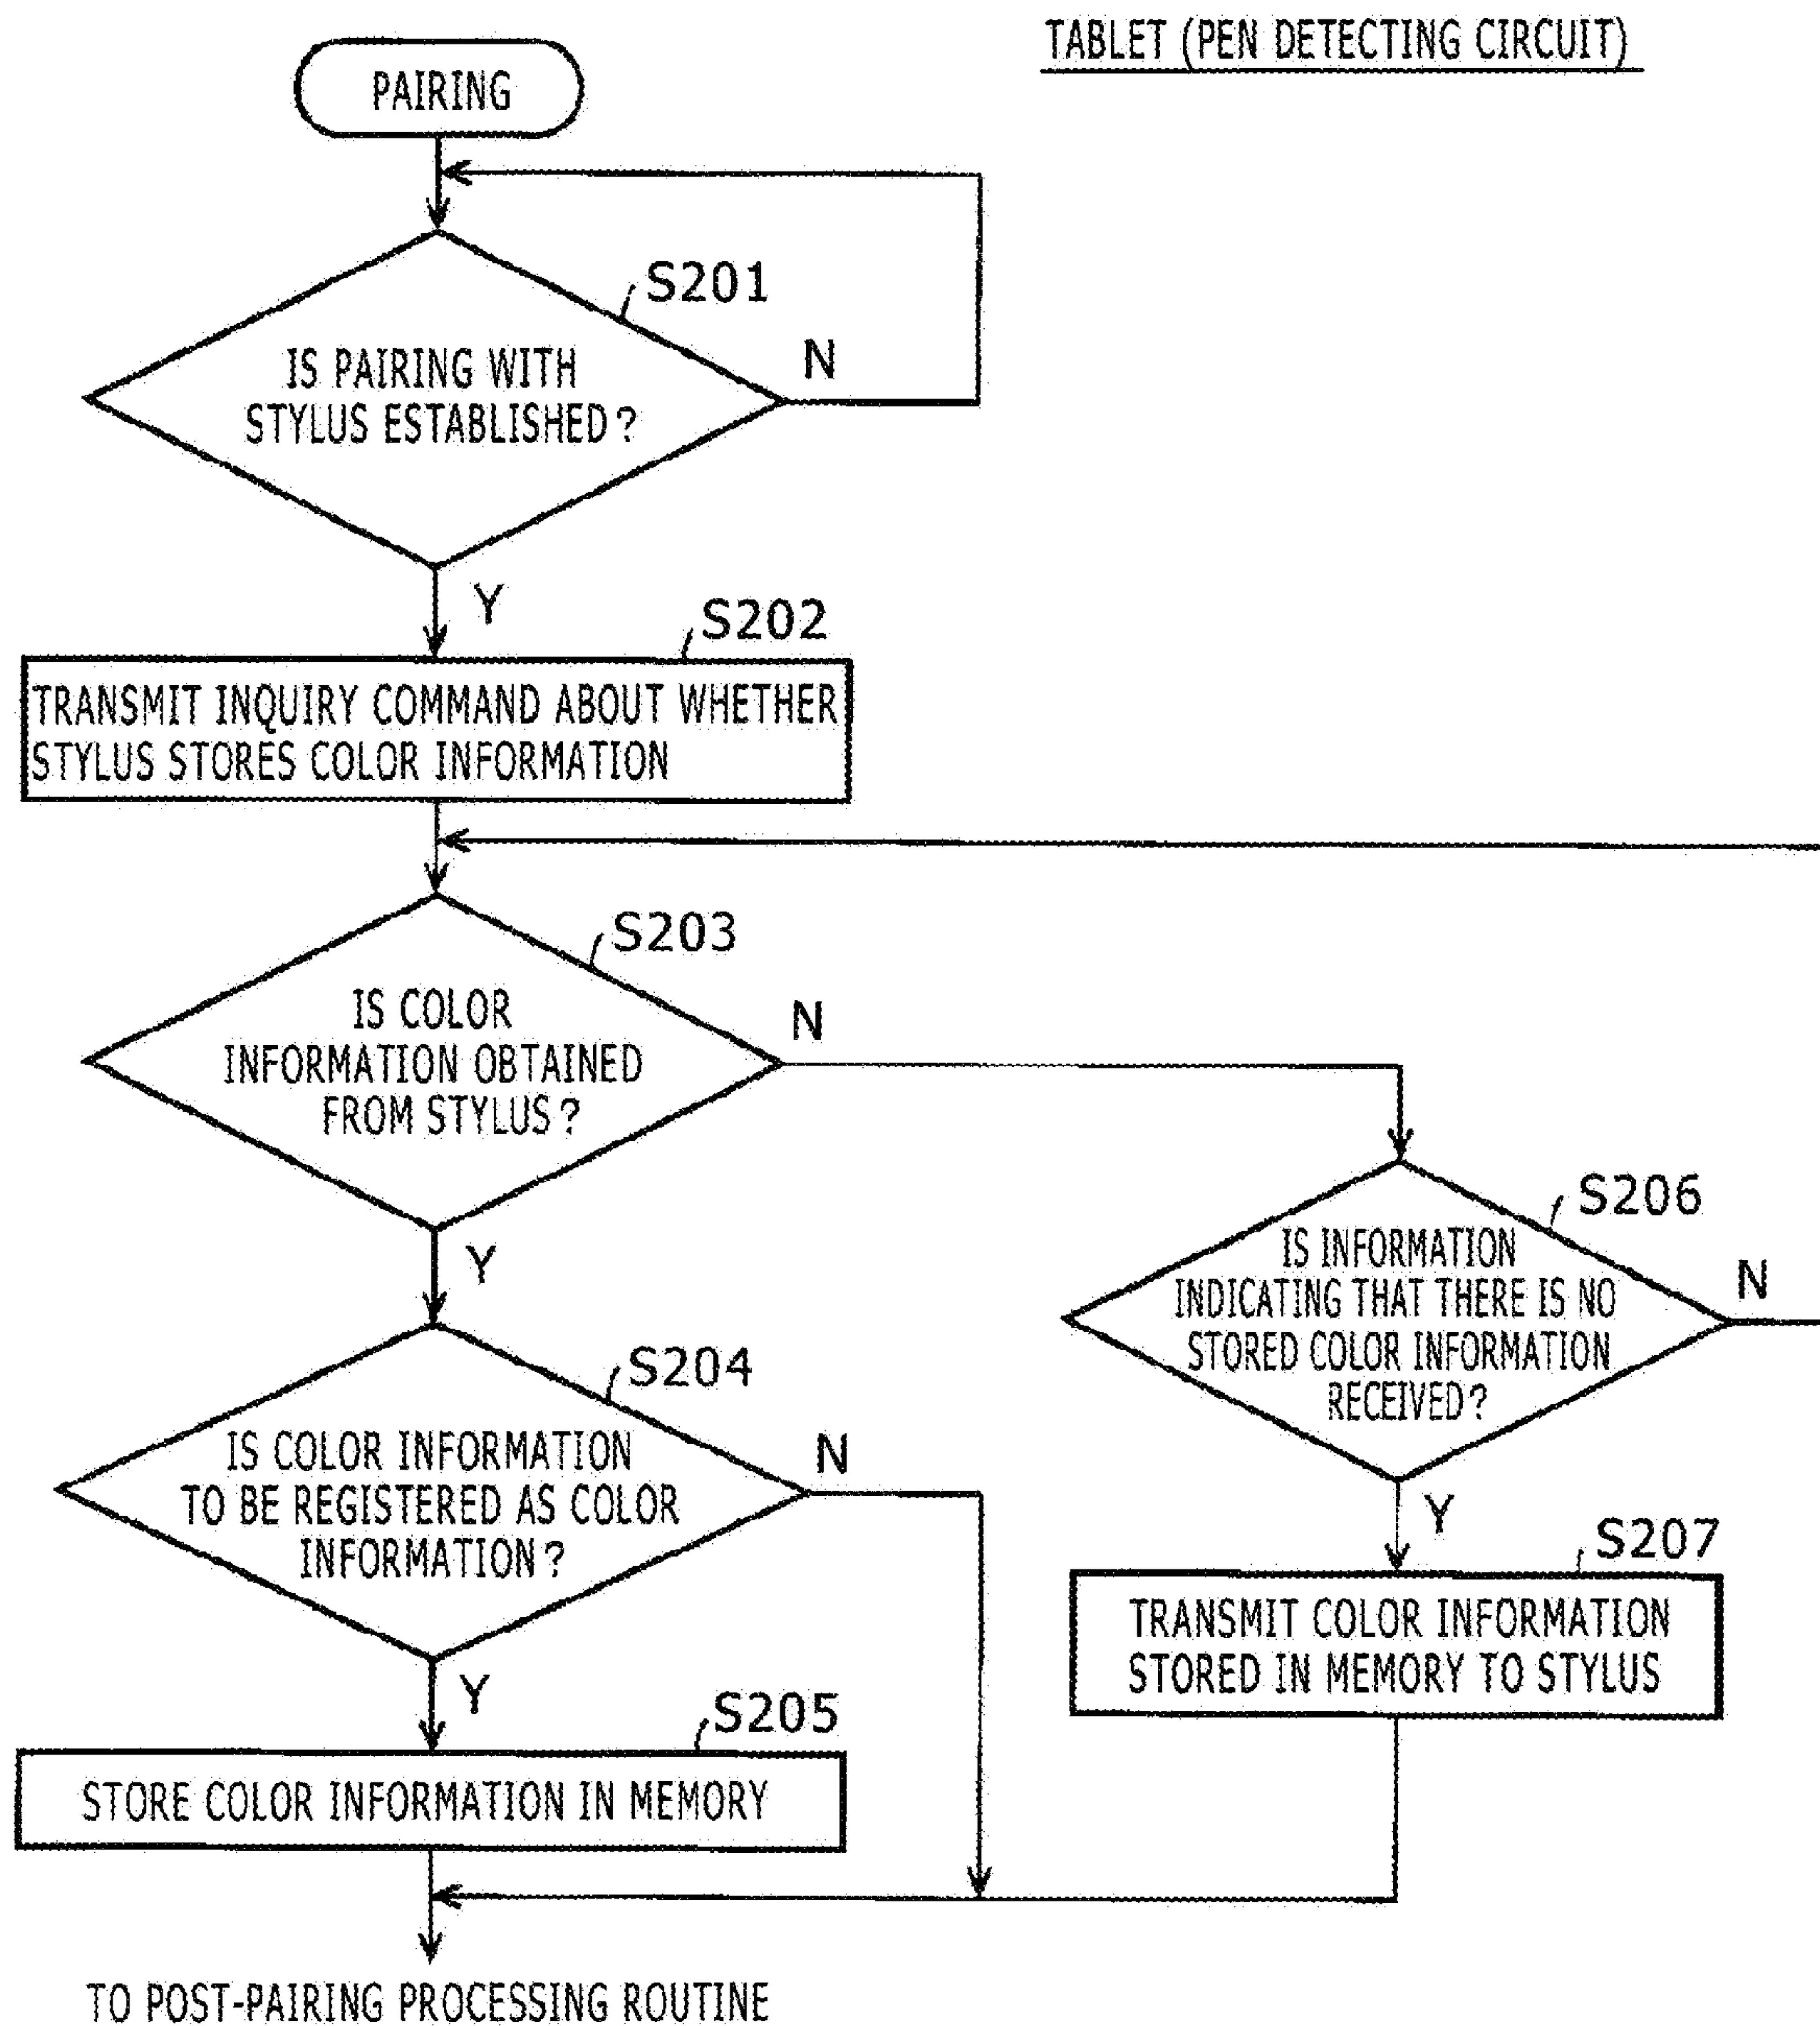 TABLET (PEN DETECTING CIRCUIT)
PAIRING
S201
IS PAIRING WITH
STYLUS ESTABLISHED?
N
Y
S202
TRANSMIT INQUIRY COMMAND ABOUT WHETHER
STYLUS STORES COLOR INFORMATION
S203
IS COLOR
INFORMATION OBTAINED
FROM STYLUS?
N
Y
S206
IS INFORMATION
INDICATING THAT THERE IS NO
STORED COLOR INFORMATION
RECEIVED?
N
Y
S204
IS COLOR INFORMATION
TO BE REGISTERED AS COLOR
INFORMATION?
N
Y
S207
TRANSMIT COLOR INFORMATION
STORED IN MEMORY TO STYLUS
S205
STORE COLOR INFORMATION IN MEMORY
TO POST-PAIRING PROCESSING ROUTINE